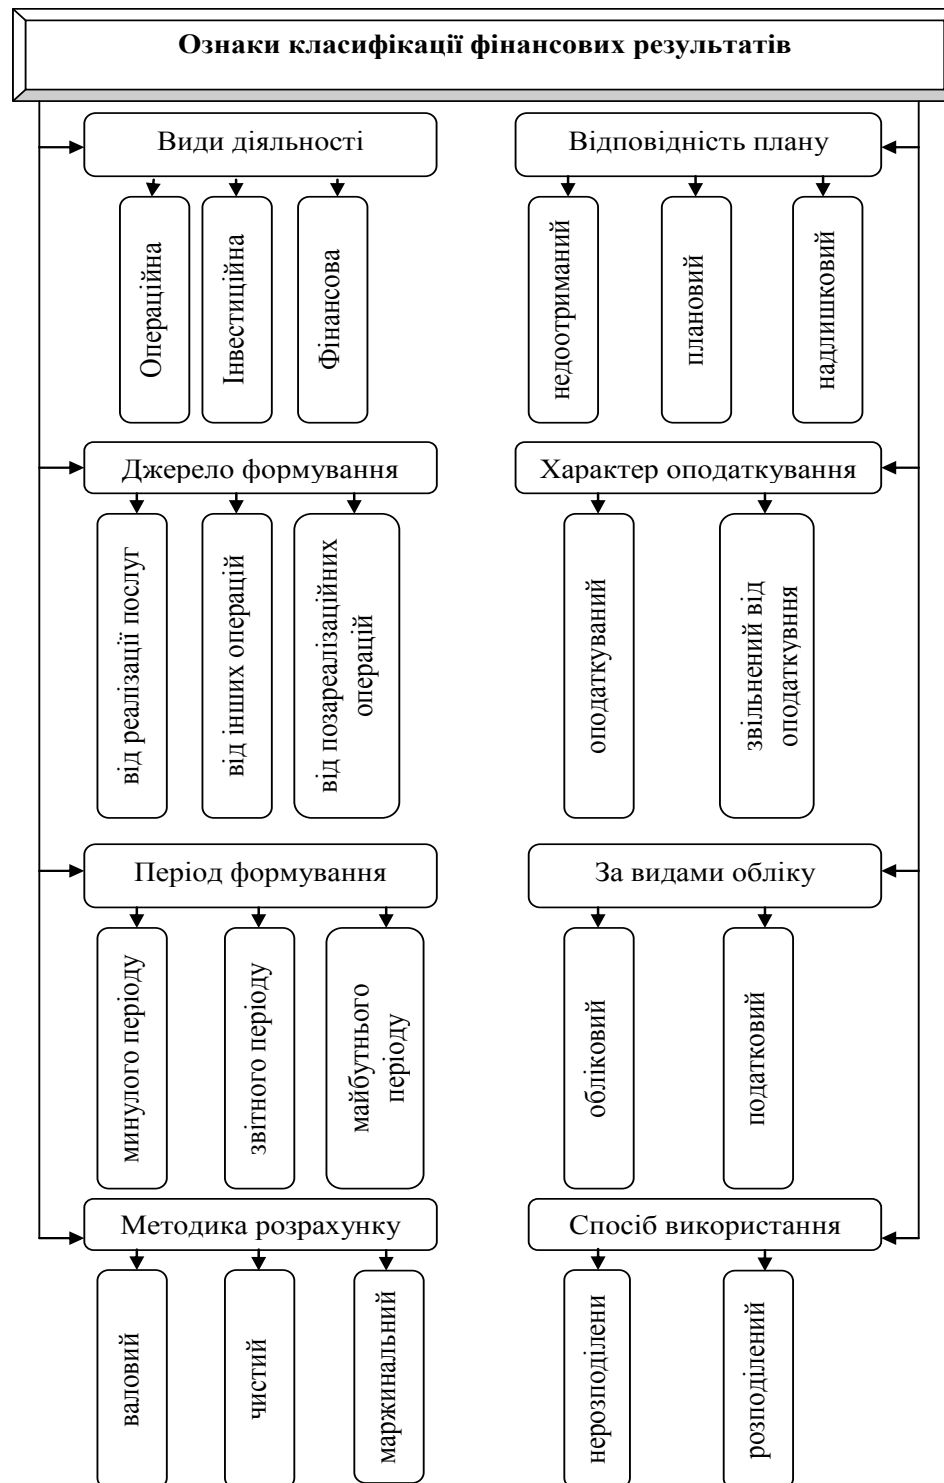 Ознаки класифікації фінансових результатів
Види діяльності
Операційна
Інвестиційна
Фінансова
Відповідність плану
недоотриманий
плановий
надлишковий
Джерело формування
від реалізації послуг
від інших операцій
від позареалізаційних
операцій
Характер оподаткування
оподаткуваний
звільнений від
оподаткувння
Період формування
минулого періоду
звітного періоду
майбутнього
періоду
За видами обліку
обліковий
податковий
Методика розрахунку
валовий
чистий
маржинальний
Спосіб використання
нерозподілени
розподілений